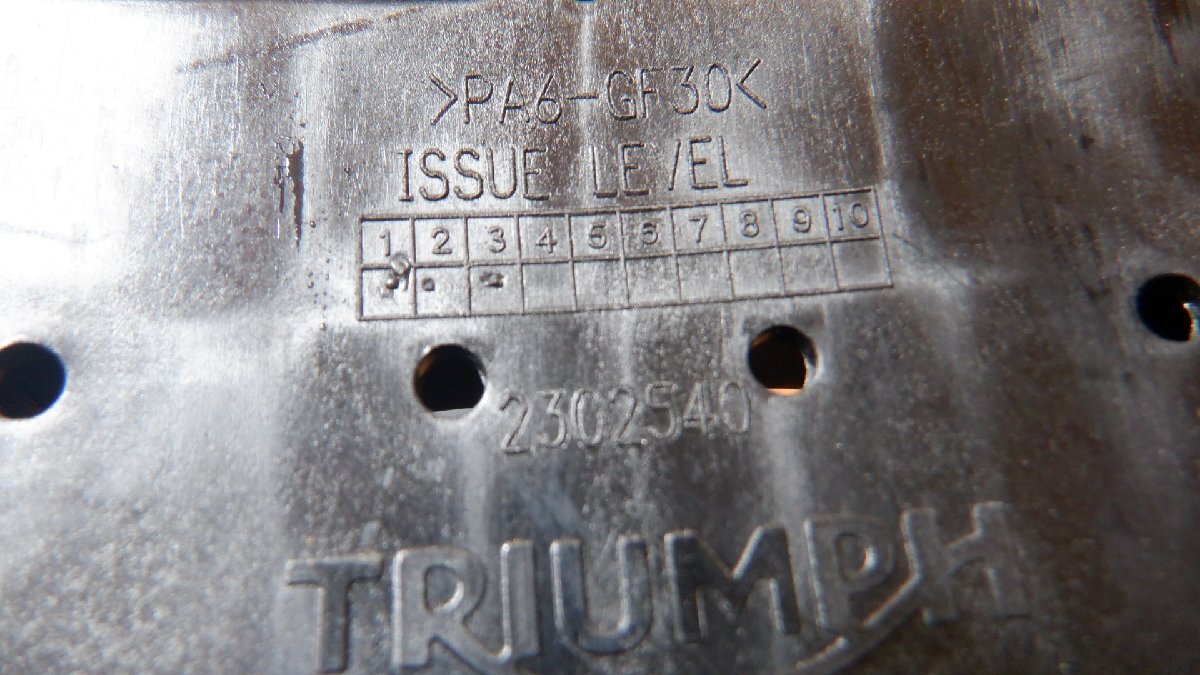 >PA6-GF30<
ISSUE LEVEL
1 2 3 4 5 6 7 8 9 10
2302540
TRIUMPH